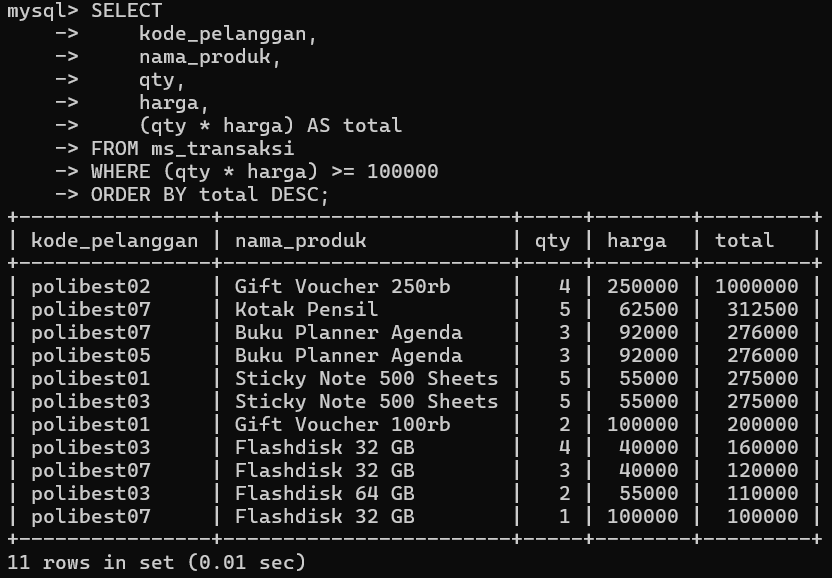 mysql> SELECT
    ->     kode_pelanggan,
    ->     nama_produk,
    ->     qty,
    ->     harga,
    ->     (qty * harga) AS total
    -> FROM ms_transaksi
    -> WHERE (qty * harga) >= 100000
    -> ORDER BY total DESC;
+----------------+------------------------+-----+--------+---------+
| kode_pelanggan | nama_produk            | qty | harga  | total   |
+----------------+------------------------+-----+--------+---------+
| polibest02     | Gift Voucher 250rb     |   4 | 250000 | 1000000 |
| polibest07     | Kotak Pensil           |   5 |  62500 |  312500 |
| polibest07     | Buku Planner Agenda    |   3 |  92000 |  276000 |
| polibest05     | Buku Planner Agenda    |   3 |  92000 |  276000 |
| polibest01     | Sticky Note 500 Sheets |   5 |  55000 |  275000 |
| polibest03     | Sticky Note 500 Sheets |   5 |  55000 |  275000 |
| polibest01     | Gift Voucher 100rb     |   2 | 100000 |  200000 |
| polibest03     | Flashdisk 32 GB        |   4 |  40000 |  160000 |
| polibest07     | Flashdisk 32 GB        |   3 |  40000 |  120000 |
| polibest03     | Flashdisk 64 GB        |   2 |  55000 |  110000 |
| polibest07     | Flashdisk 32 GB        |   1 | 100000 |  100000 |
+----------------+------------------------+-----+--------+---------+
11 rows in set (0.01 sec)